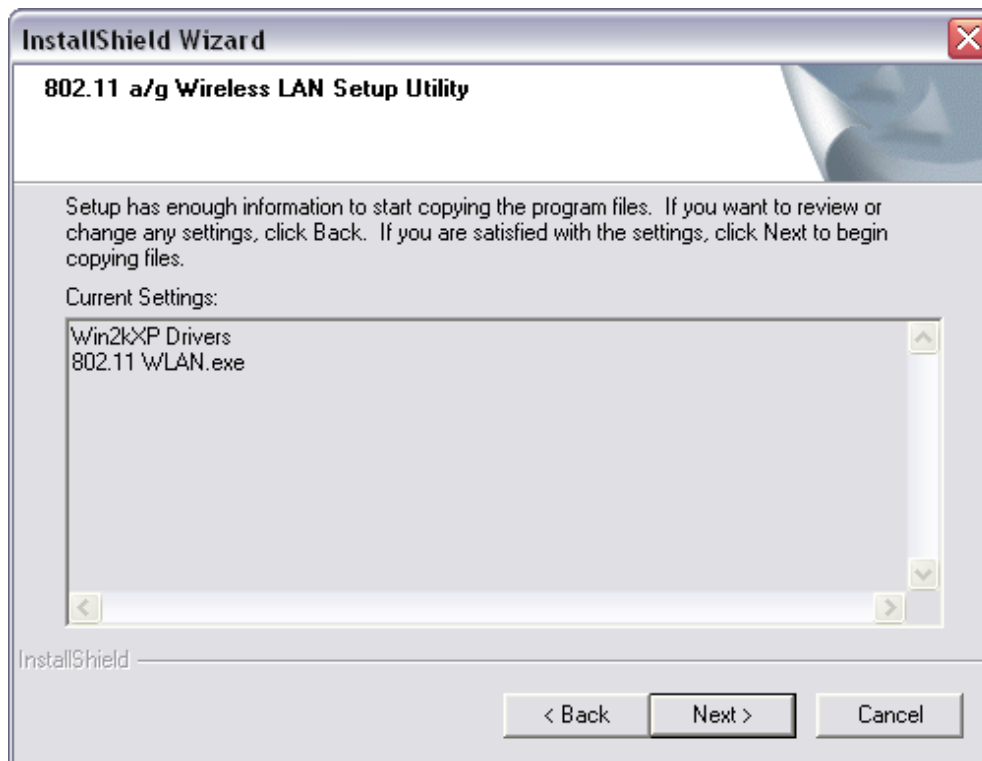 InstallShield Wizard
802.11 a/g Wireless LAN Setup Utility
Setup has enough information to start copying the program files.  If you want to review or
change any settings, click Back.  If you are satisfied with the settings, click Next to begin
copying files.
Current Settings:
Win2kXP Drivers
802.11 WLAN.exe
InstallShield
< Back
Next >
Cancel